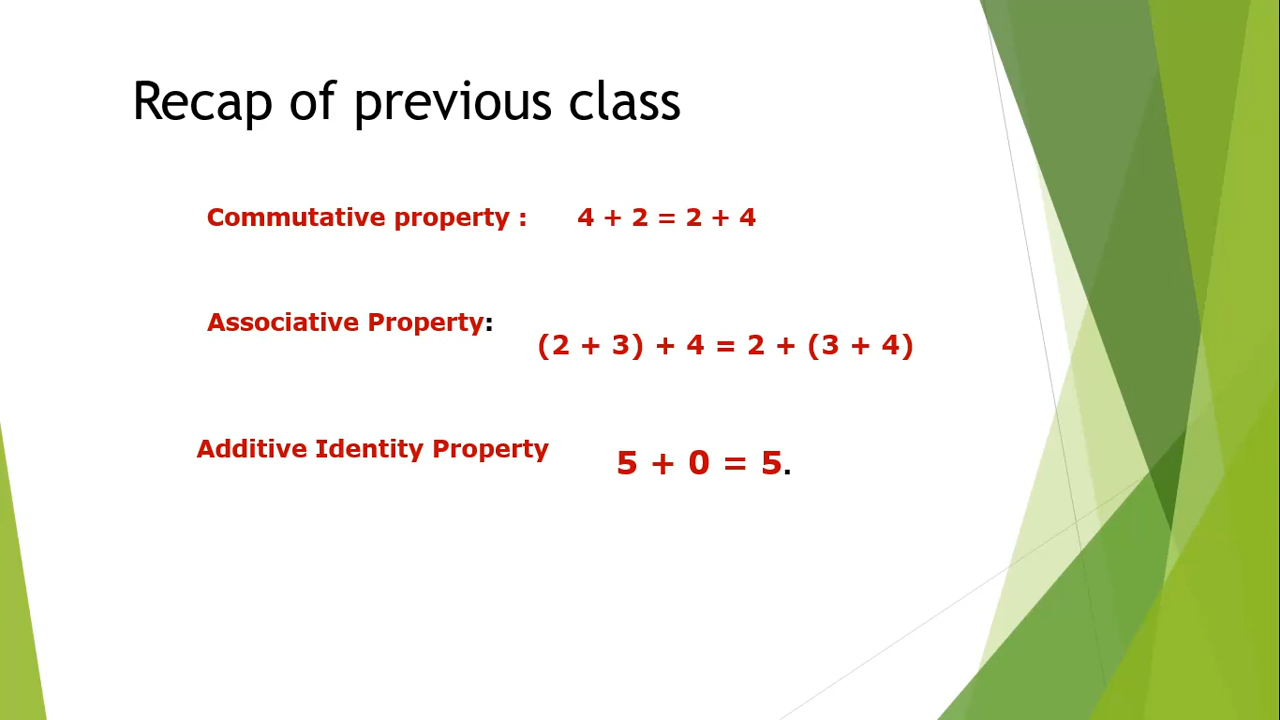 Recap of previous class
Commutative property : 4 + 2 = 2 + 4
Associative Property:
(2 + 3) + 4 = 2 + (3 + 4)
Additive Identity Property
5 + 0 = 5.